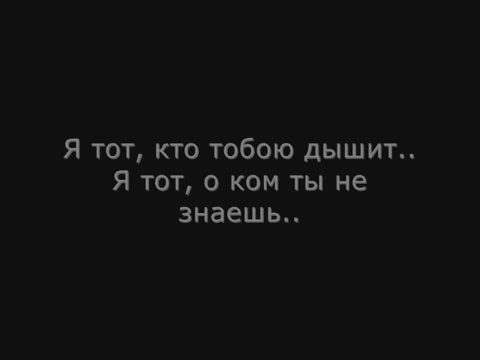 Я тот, кто тобою дышит..
Я тот, о ком ты не
знаешь..